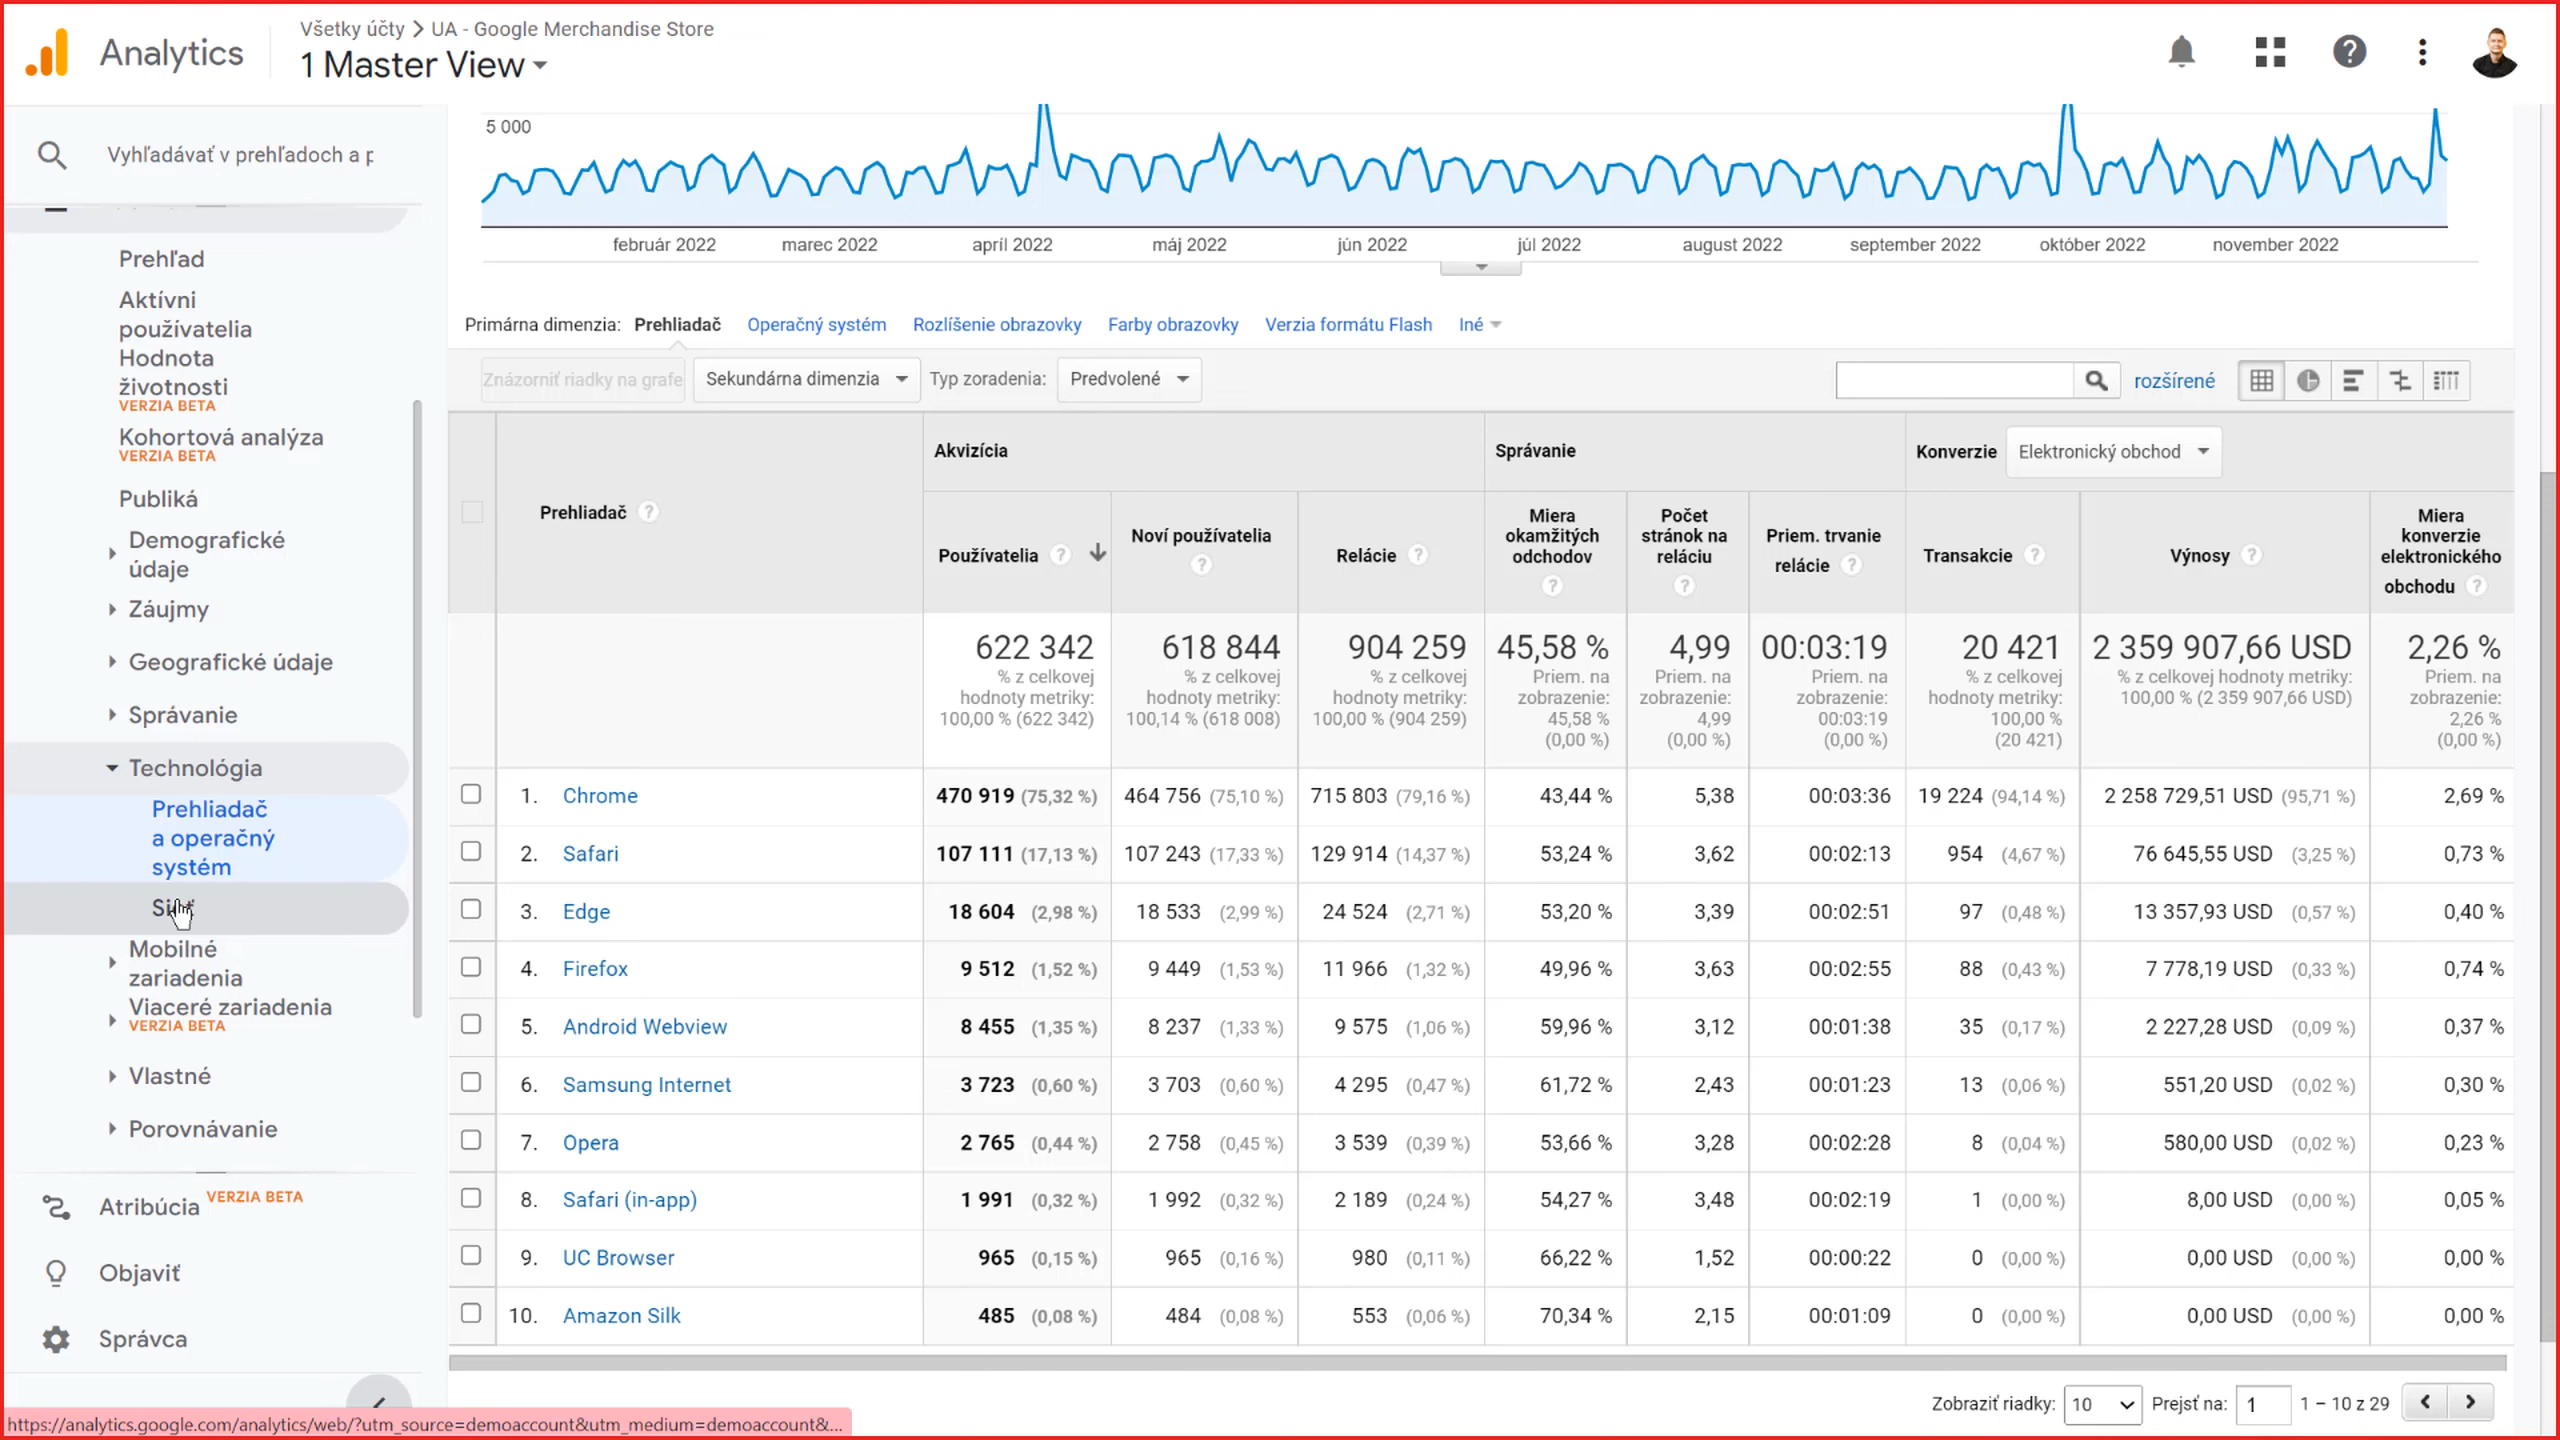 Analytics
Všetky účty > UA - Google Merchandise Store
1 Master View
Vyhľadávať v prehľadoch a p
Prehľad
Aktívni
používatelia
Hodnota
životnosti
VERZIA BETA
Kohortová analýza
VERZIA BETA
Publiká
Demografické
údaje
Záujmy
Geografické údaje
Správanie
Technológia
Prehliadač
a operačný
systém
Mobilné
zariadenia
Viaceré zariadenia
VERZIA BETA
Vlastné
Porovnávanie
Atribúcia VERZIA BETA
Objaviť
Správca
https://analytics.google.com/analytics/web/?utm_source=demoaccount&utm_medium=demoaccount&...
5 000
február 2022 marec 2022 apríl 2022 máj 2022 jún 2022 júl 2022 august 2022 september 2022 október 2022 november 2022
Primárna dimenzia: Prehliadač Operačný systém Rozlíšenie obrazovky Farby obrazovky Verzia formátu Flash Iné
Znázorniť riadky na grafe Sekundárna dimenzia Typ zoradenia: Predvolené rozšírené
Akvizícia Správanie Konverzie Elektronický obchod
Prehliadač ?
Používatelia ?
Noví používatelia
?
Relácie ?
Miera
okamžitých
odchodov
?
Počet
stránok na
reláciu
?
Priem. trvanie
relácie ?
Transakcie ?
Výnosy ?
Miera
konverzie
elektronického
obchodu ?
622 342
% z celkovej
hodnoty metriky:
100,00 % (622 342)
618 844
% z celkovej
hodnoty metriky:
100,14 % (618 008)
904 259
% z celkovej
hodnoty metriky:
100,00 % (904 259)
45,58 %
Priem. na
zobrazenie:
45,58 %
(0,00 %)
4,99
Priem. na
zobrazenie:
4,99
(0,00 %)
00:03:19
Priem. na
zobrazenie:
00:03:19
(0,00 %)
20 421
% z celkovej
hodnoty metriky:
100,00 %
(20 421)
2 359 907,66 USD
% z celkovej hodnoty metriky:
100,00 % (2 359 907,66 USD)
2,26 %
Priem. na
zobrazenie:
2,26 %
(0,00 %)
1. Chrome 470 919 (75,32 %) 464 756 (75,10 %) 715 803 (79,16 %) 43,44 % 5,38 00:03:36 19 224 (94,14 %) 2 258 729,51 USD (95,71 %) 2,69 %
2. Safari 107 111 (17,13 %) 107 243 (17,33 %) 129 914 (14,37 %) 53,24 % 3,62 00:02:13 954 (4,67 %) 76 645,55 USD (3,25 %) 0,73 %
3. Edge 18 604 (2,98 %) 18 533 (2,99 %) 24 524 (2,71 %) 53,20 % 3,39 00:02:51 97 (0,48 %) 13 357,93 USD (0,57 %) 0,40 %
4. Firefox 9 512 (1,52 %) 9 449 (1,53 %) 11 966 (1,32 %) 49,96 % 3,63 00:02:55 88 (0,43 %) 7 778,19 USD (0,33 %) 0,74 %
5. Android Webview 8 455 (1,35 %) 8 237 (1,33 %) 9 575 (1,06 %) 59,96 % 3,12 00:01:38 35 (0,17 %) 2 227,28 USD (0,09 %) 0,37 %
6. Samsung Internet 3 723 (0,60 %) 3 703 (0,60 %) 4 295 (0,47 %) 61,72 % 2,43 00:01:23 13 (0,06 %) 551,20 USD (0,02 %) 0,30 %
7. Opera 2 765 (0,44 %) 2 758 (0,45 %) 3 539 (0,39 %) 53,66 % 3,28 00:02:28 8 (0,04 %) 580,00 USD (0,02 %) 0,23 %
8. Safari (in-app) 1 991 (0,32 %) 1 992 (0,32 %) 2 189 (0,24 %) 54,27 % 3,48 00:02:19 1 (0,00 %) 8,00 USD (0,00 %) 0,05 %
9. UC Browser 965 (0,15 %) 965 (0,16 %) 980 (0,11 %) 66,22 % 1,52 00:00:22 0 (0,00 %) 0,00 USD (0,00 %) 0,00 %
10. Amazon Silk 485 (0,08 %) 484 (0,08 %) 553 (0,06 %) 70,34 % 2,15 00:01:09 0 (0,00 %) 0,00 USD (0,00 %) 0,00 %
Zobraziť riadky: 10 Prejsť na: 1 1 – 10 z 29